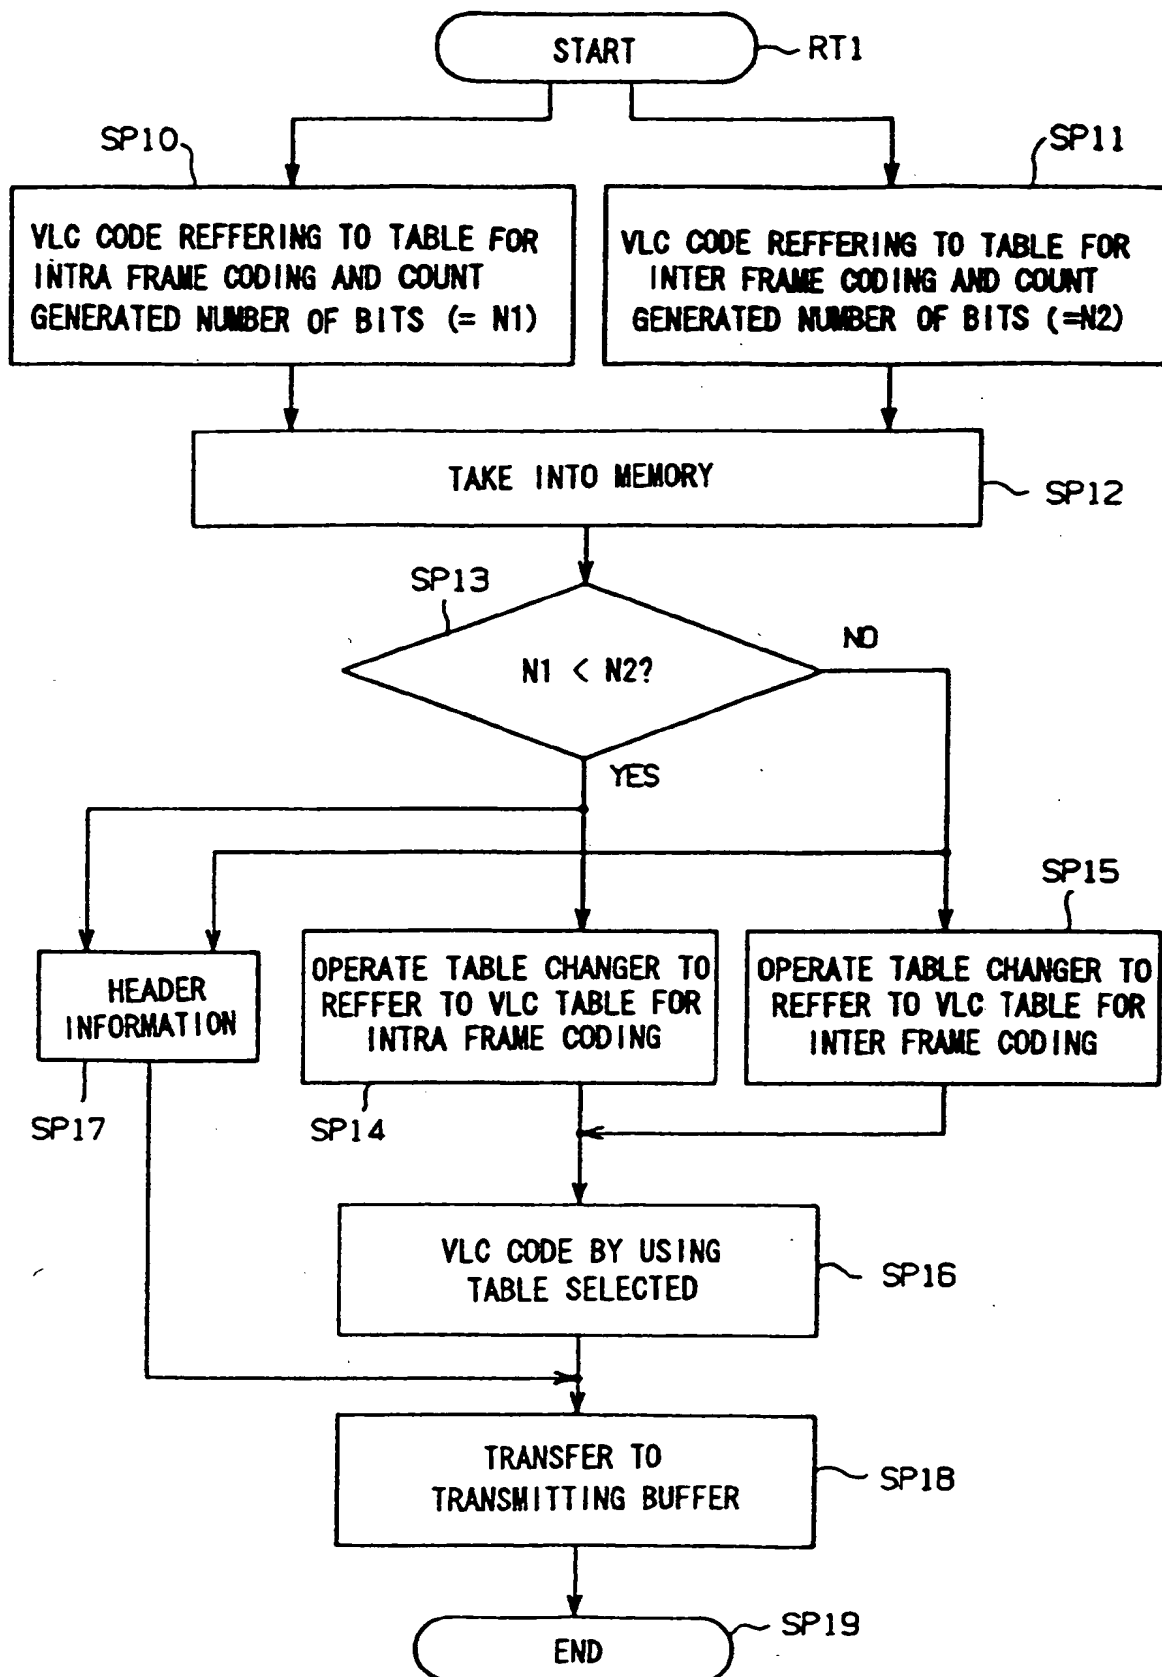 START
RT1
SP10
SP11
VLC CODE REFFERING TO TABLE FOR
INTRA FRAME CODING AND COUNT
GENERATED NUMBER OF BITS (= N1)
VLC CODE REFFERING TO TABLE FOR
INTER FRAME CODING AND COUNT
GENERATED NUMBER OF BITS (=N2)
TAKE INTO MEMORY
SP12
SP13
N1 < N2?
NO
YES
SP15
HEADER
INFORMATION
OPERATE TABLE CHANGER TO
REFFER TO VLC TABLE FOR
INTRA FRAME CODING
OPERATE TABLE CHANGER TO
REFFER TO VLC TABLE FOR
INTER FRAME CODING
SP17
SP14
VLC CODE BY USING
TABLE SELECTED
SP16
TRANSFER TO
TRANSMITTING BUFFER
SP18
END
SP19